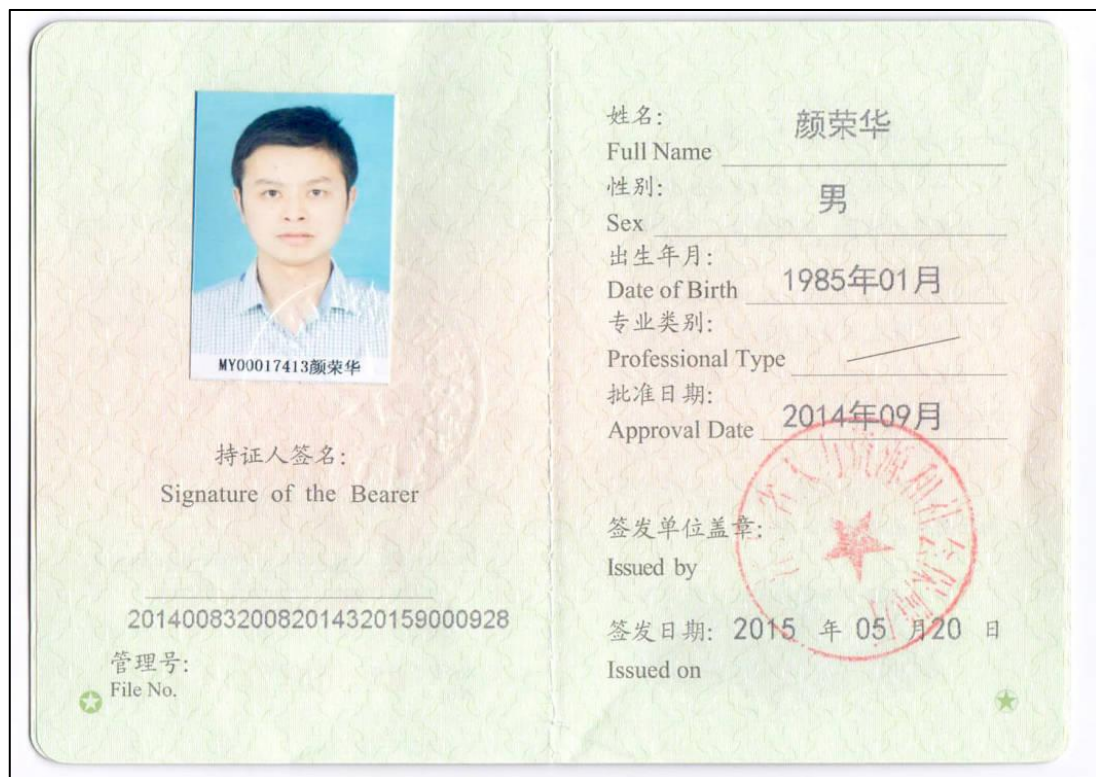 MY00017413颜荣华
持证人签名:
Signature of the Bearer
2014008320082014320159000928
管理号:
File No.
姓名:
颜荣华
Full Name
性别:
男
Sex
出生年月:
1985年01月
Date of Birth
专业类别:
Professional Type
批准日期:
2014年09月
Approval Date
签发单位盖章:
Issued by
签发日期: 2015 年 05 月20 日
Issued on